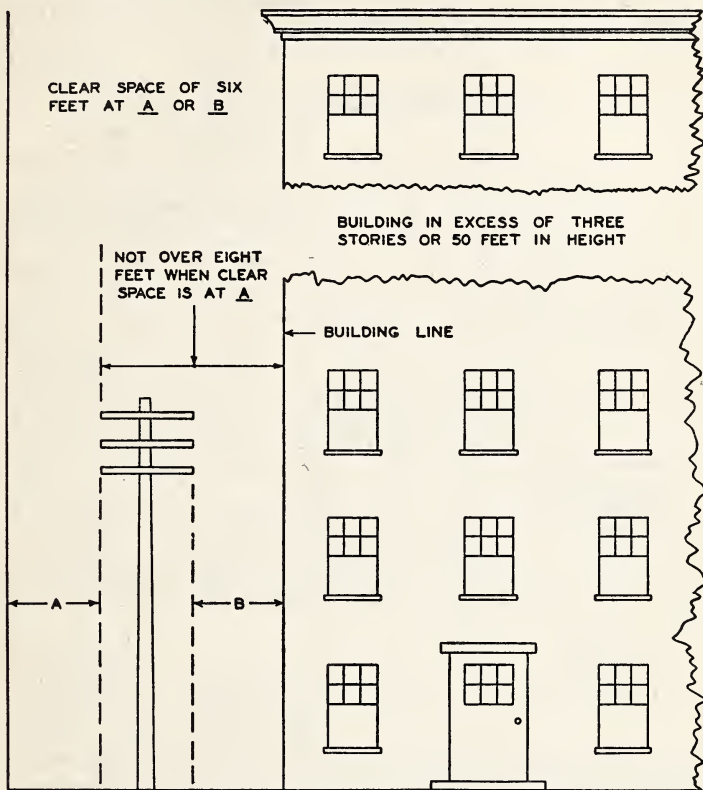 CLEAR SPACE OF SIX
FEET AT A OR B
BUILDING IN EXCESS OF THREE
STORIES OR 50 FEET IN HEIGHT
NOT OVER EIGHT
FEET WHEN CLEAR
SPACE IS AT A
BUILDING LINE
A
B